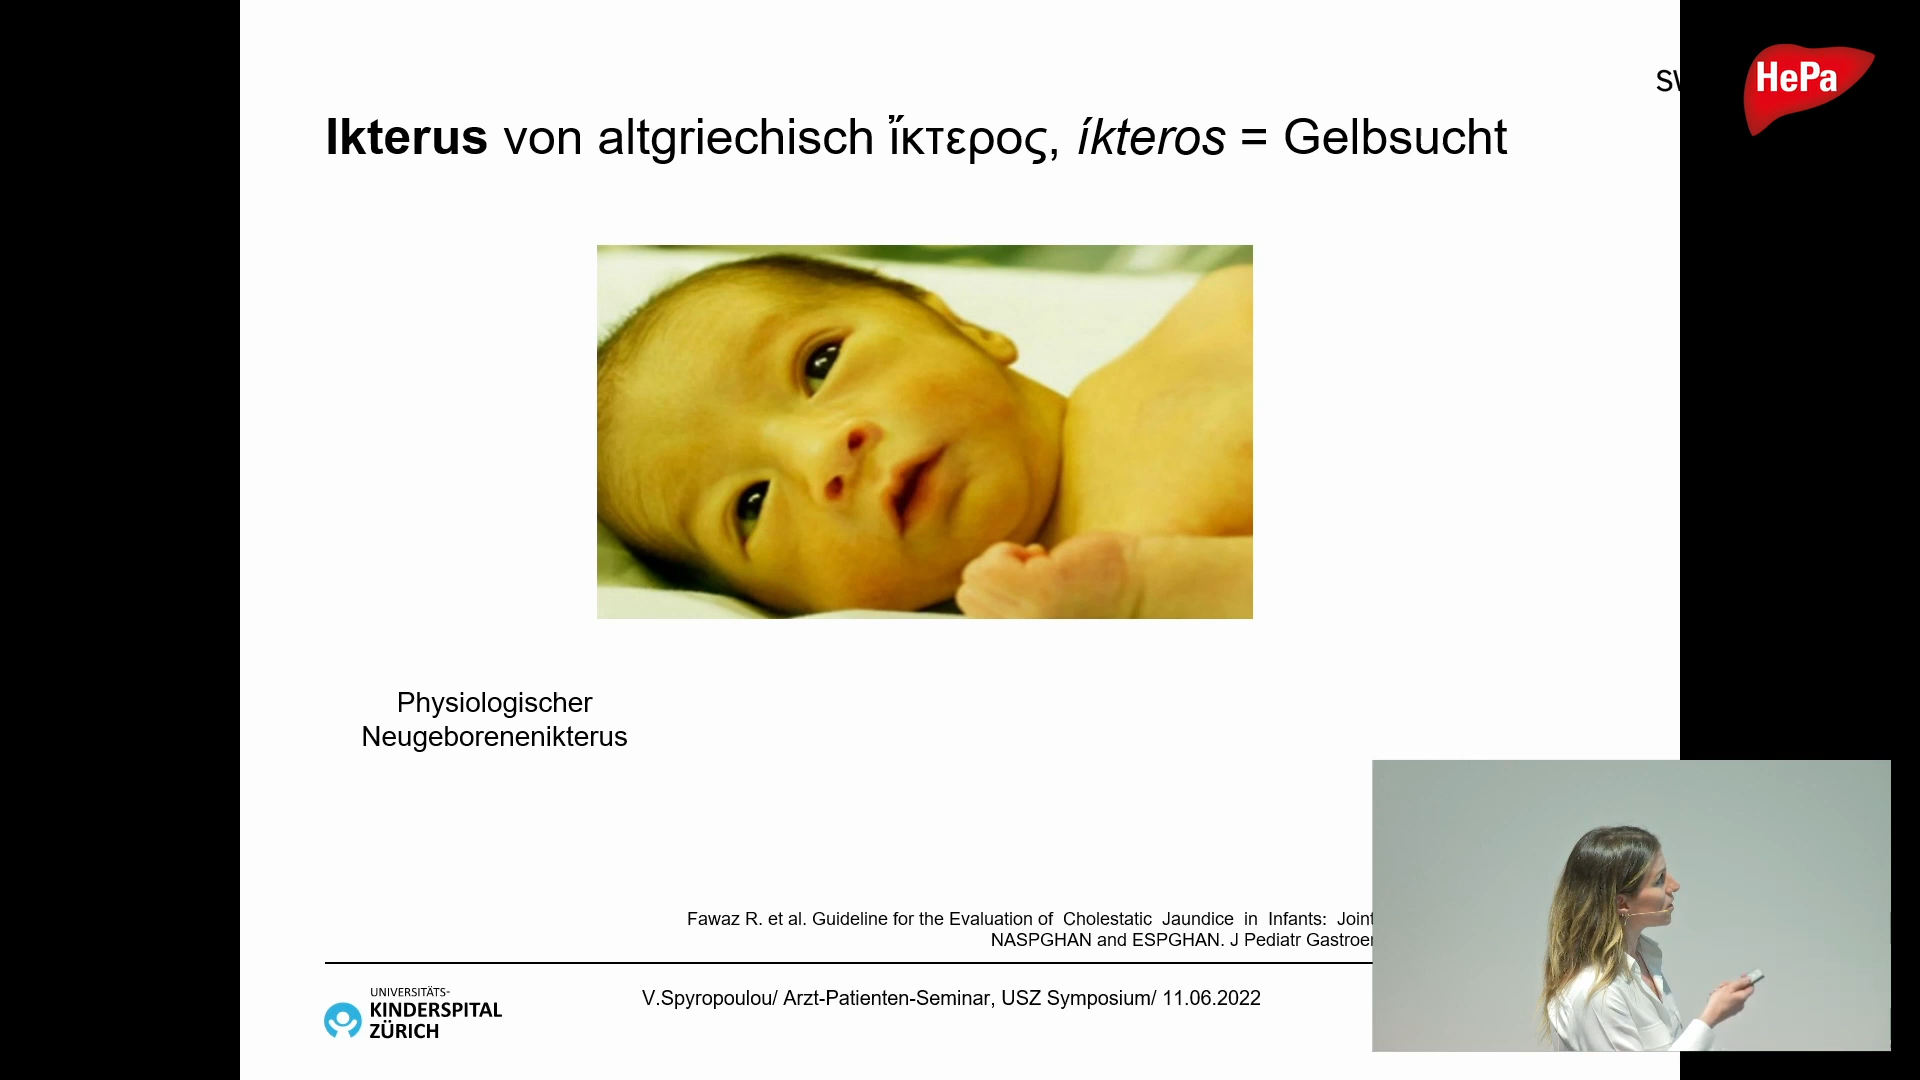 SW
HePa
Ikterus von altgriechisch ἴκτερος, íkteros = Gelbsucht
Physiologischer
Neugeborenenikterus
Fawaz R. et al. Guideline for the Evaluation of Cholestatic Jaundice in Infants: Joint
NASPGHAN and ESPGHAN. J Pediatr
UNIVERSITÄTS-
KINDERSPITAL
ZÜRICH
V.Spyropoulou/ Arzt-Patienten-Seminar, USZ Symposium/ 11.06.2022